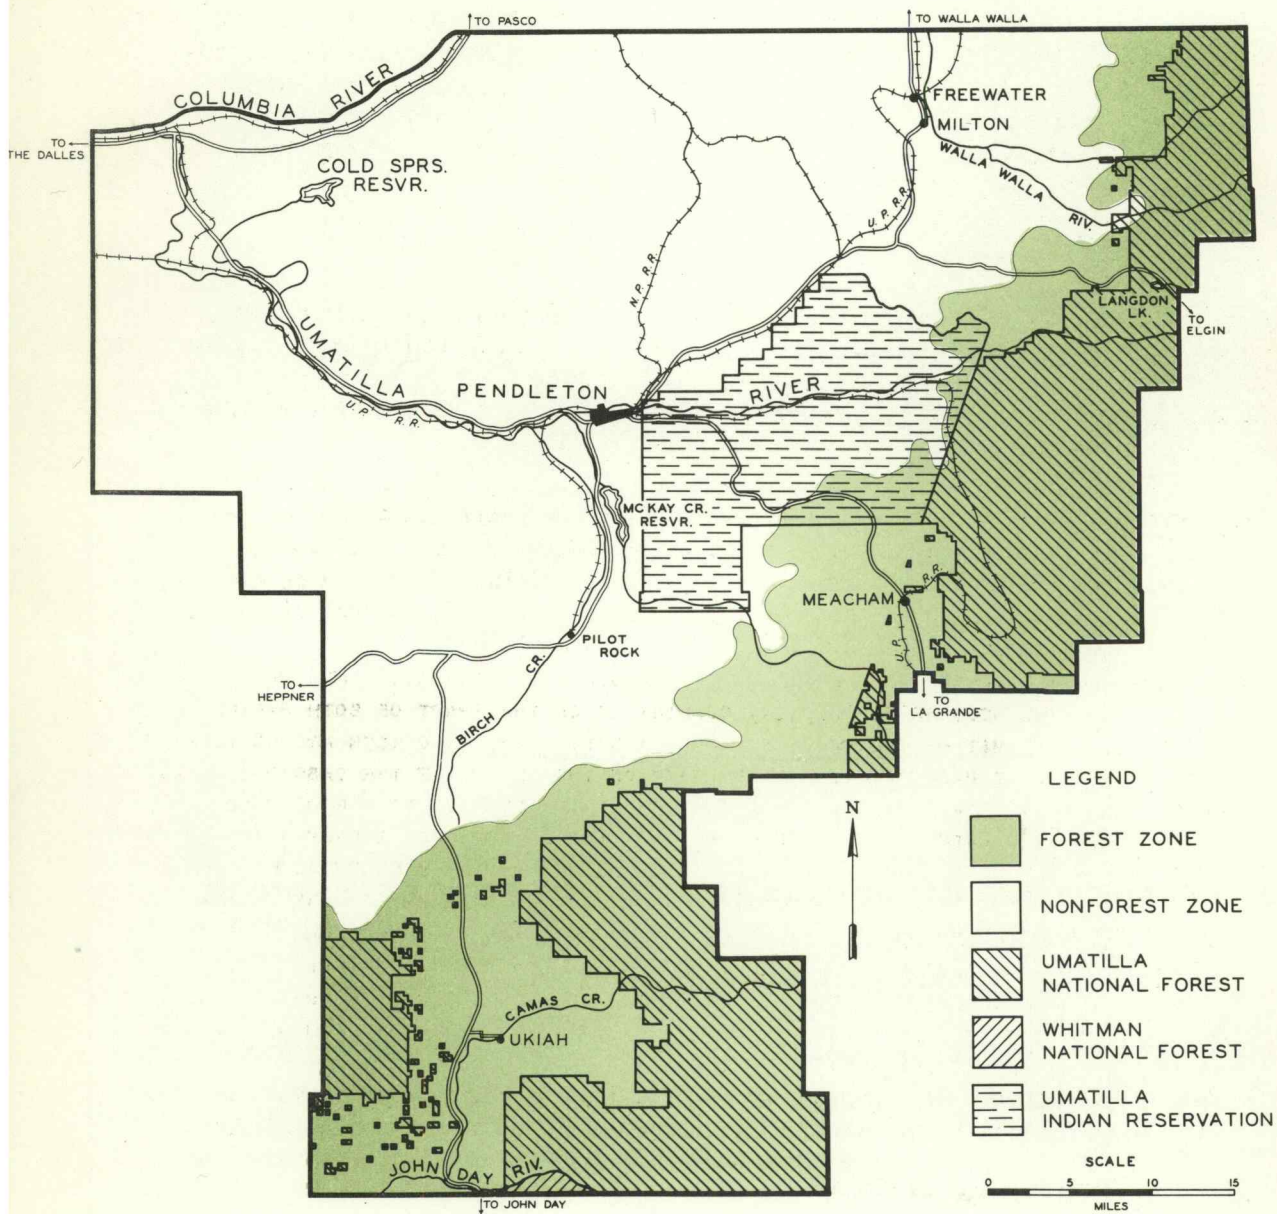 TO PASCO
TO WALLA WALLA
COLUMBIA RIVER
FREEWATER
MILTON
TO
THE DALLES
COLD SPRS.
RESVR.
WALLA WALLA
RIV.
U.P. R.R.
N.P. R.R.
LANGDON
LK.
TO
ELGIN
UMATILLA
RIVER
PENDLETON
U.P. R.R.
MCKAY CR.
RESVR.
MEACHAM
R.R.
U.P.
PILOT
ROCK
TO
HEPPNER
BIRCH CR.
TO
LA GRANDE
N
CAMAS CR.
UKIAH
JOHN DAY RIV.
TO JOHN DAY
LEGEND
FOREST ZONE
NONFOREST ZONE
UMATILLA
NATIONAL FOREST
WHITMAN
NATIONAL FOREST
UMATILLA
INDIAN RESERVATION
SCALE
0 5 10 15
MILES